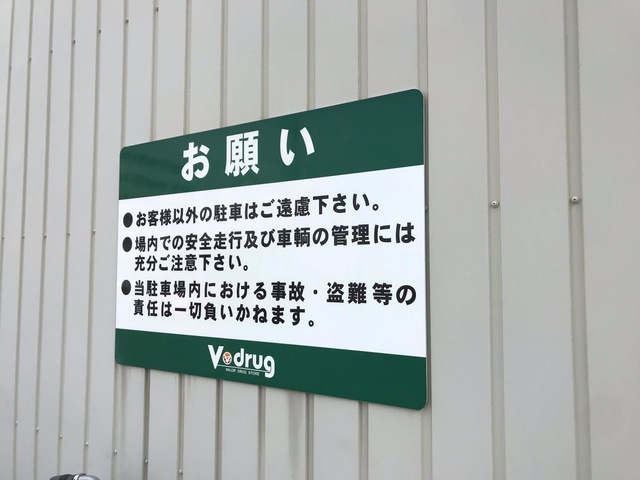 お願い
●お客様以外の駐車はご遠慮下さい。
●場内での安全走行及び車輌の管理には
充分ご注意下さい。
●当駐車場内における事故・盗難等の
責任は一切負いかねます。
V・drug
VALOR DRUG STORE